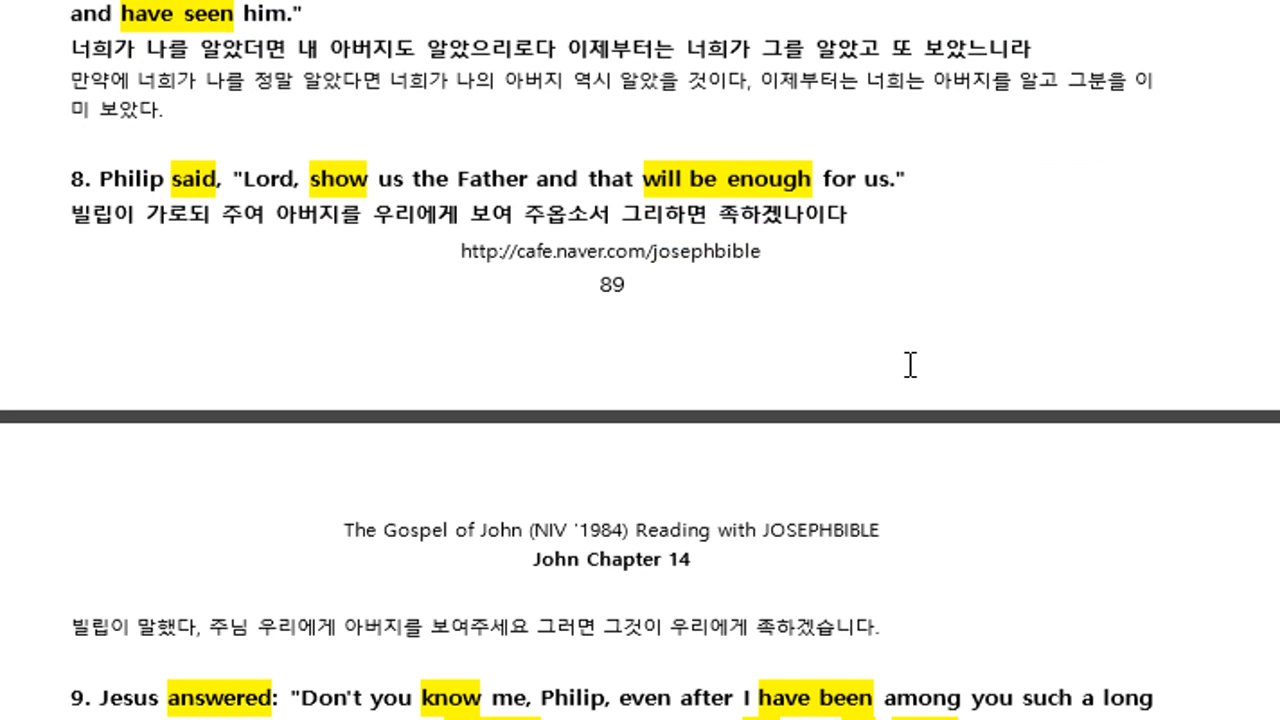 and have seen him."
너희가 나를 알았더면 내 아버지도 알았으리로다 이제부터는 너희가 그를 알았고 또 보았느니라
만약에 너희가 나를 정말 알았다면 너희가 나의 아버지 역시 알았을 것이다, 이제부터는 너희는 아버지를 알고 그분을 이
미 보았다.
8. Philip said, "Lord, show us the Father and that will be enough for us."
빌립이 가로되 주여 아버지를 우리에게 보여 주옵소서 그리하면 족하겠나이다
http://cafe.naver.com/josephbible
89
The Gospel of John (NIV '1984) Reading with JOSEPHBIBLE
John Chapter 14
빌립이 말했다, 주님 우리에게 아버지를 보여주세요 그러면 그것이 우리에게 족하겠습니다.
9. Jesus answered: "Don't you know me, Philip, even after I have been among you such a long